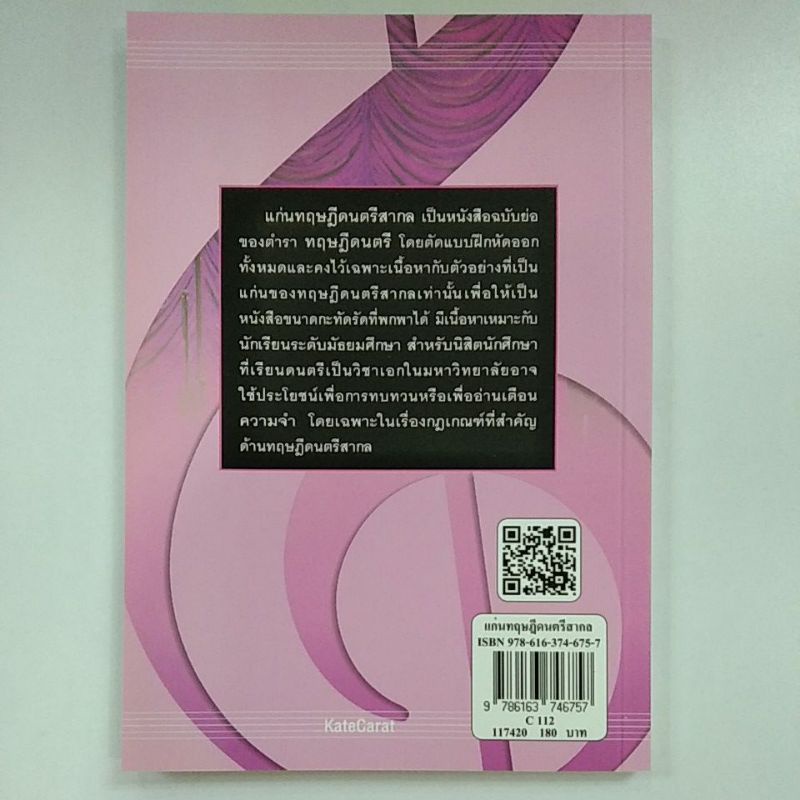 แก่นทฤษฎีดนตรีสากล เป็นหนังสือฉบับย่อ
ของตำรา ทฤษฎีดนตรี โดยตัดแบบฝึกหัดออก
ทั้งหมดและคงไว้เฉพาะเนื้อหากับตัวอย่างที่เป็น
แก่นของทฤษฎีดนตรีสากลเท่านั้นเพื่อให้เป็น
หนังสือขนาดกะทัดรัดที่พกพาได้ มีเนื้อหาเหมาะกับ
นักเรียนระดับมัธยมศึกษา สำหรับนิสิตนักศึกษา
ที่เรียนดนตรีเป็นวิชาเอกในมหาวิทยาลัยอาจ
ใช้ประโยชน์เพื่อการทบทวนหรือเพื่ออ่านเตือน
ความจำ โดยเฉพาะในเรื่องกฎเกณฑ์ที่สำคัญ
ด้านทฤษฎีดนตรีสากล
แก่นทฤษฎีดนตรีสากล
ISBN 978-616-374-675-7
9 786163 746757
C 112
117420 180 บาท
KateCarat